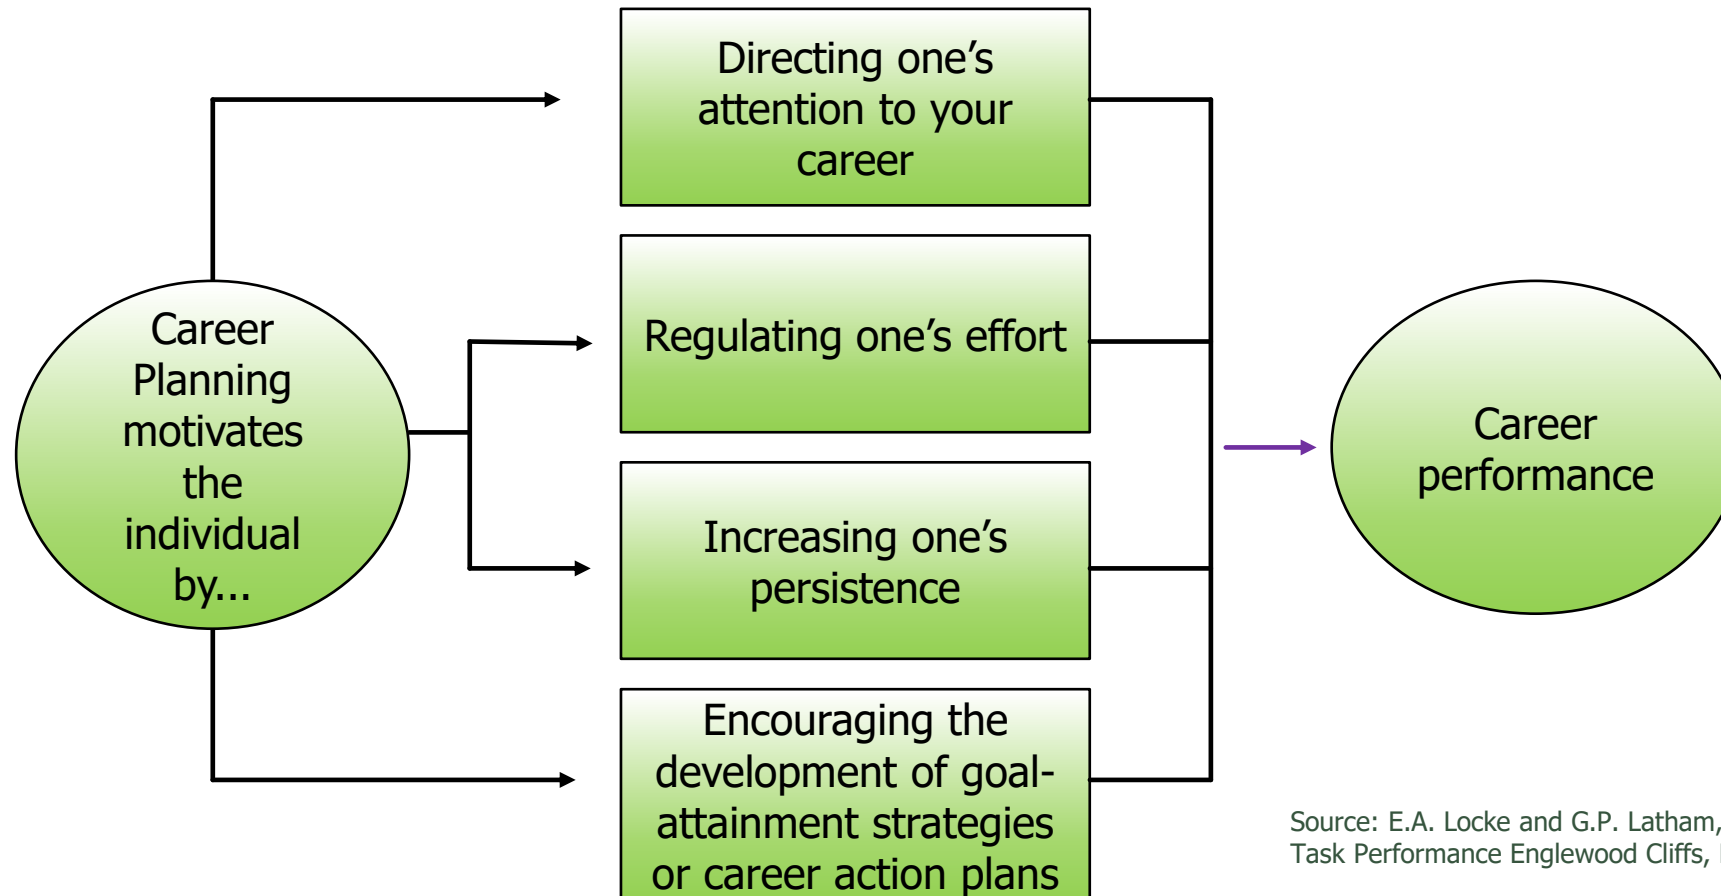 Career
Planning
motivates
the
individual
by...
Directing one’s
attention to your
career
Regulating one’s effort
Increasing one’s
persistence
Encouraging the
development of goal-
attainment strategies
or career action plans
Career
performance
Source: E.A. Locke and G.P. Latham,
Task Performance Englewood Cliffs,